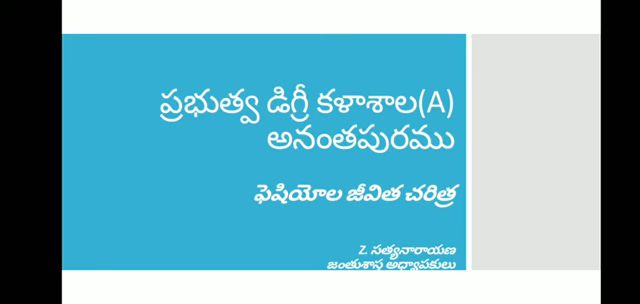 ప్రభుత్వ డిగ్రీ కళాశాల(A)
అనంతపురము
ఫెషియోల జీవిత చరిత్ర
Z. సత్యనారాయణ
జంతుశాస్త్ర అధ్యాపకులు